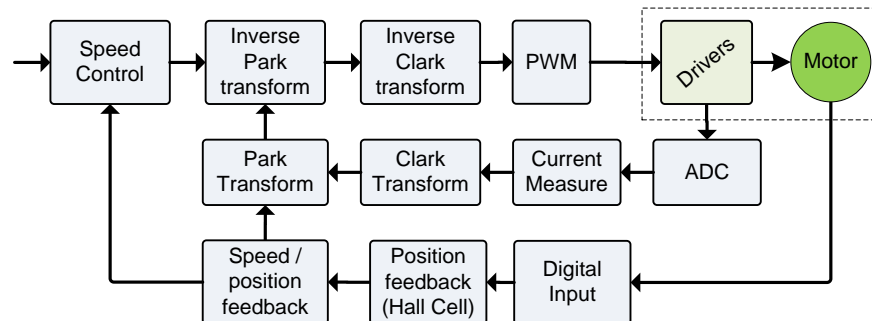 Speed
Control
Inverse
Park
transform
Inverse
Clark
transform
PWM
Drivers
Motor
Park
Transform
Clark
Transform
Current
Measure
ADC
Speed /
position
feedback
Position
feedback
(Hall Cell)
Digital
Input